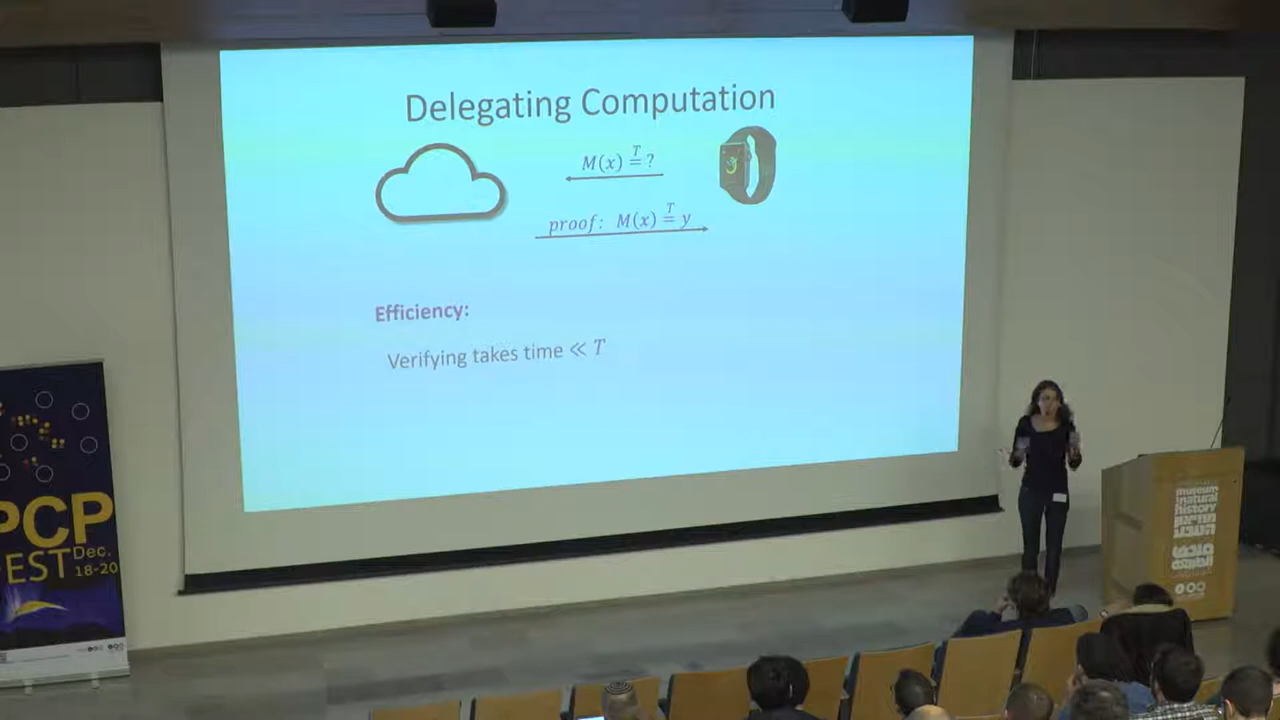 Delegating Computation
M(x) =^T ?
proof: M(x) =^T y
Efficiency:
Verifying takes time ≪ T
PCP
EST Dec.
18-20
museum
natural
history